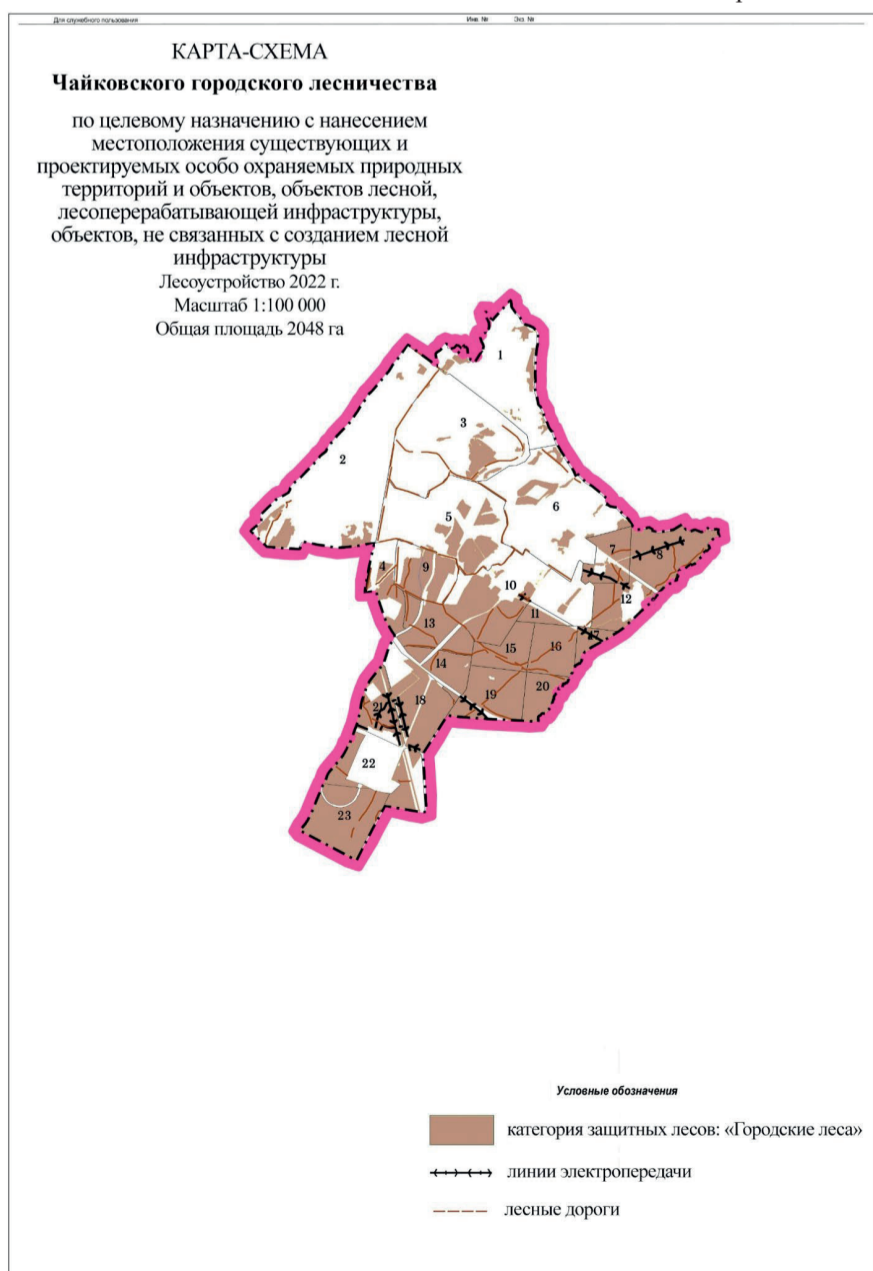 Для служебного пользования Инв. № Экз. №
КАРТА-СХЕМА
Чайковского городского лесничества
по целевому назначению с нанесением
местоположения существующих и
проектируемых особо охраняемых природных
территорий и объектов, объектов лесной,
лесоперерабатывающей инфраструктуры,
объектов, не связанных с созданием лесной
инфраструктуры
Лесоустройство 2022 г.
Масштаб 1:100 000
Общая площадь 2048 га
1
3
2
6
5
7
8
4
9
10
12
11
13
17
15
16
14
20
19
18
21
22
23
Условные обозначения
категория защитных лесов: «Городские леса»
линии электропередачи
лесные дороги